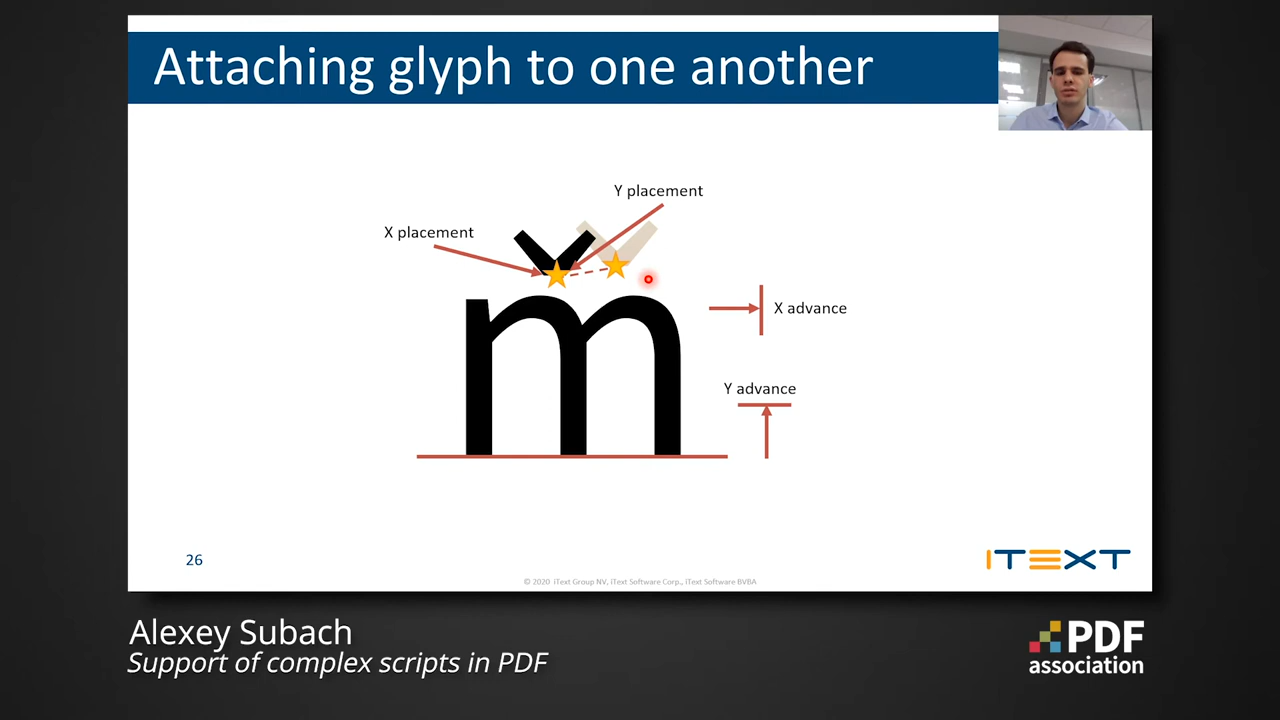 Attaching glyph to one another
Y placement
X placement
X advance
Y advance
m̌
26
ITEXT
© 2020 iText Group NV, iText Software Corp., iText Software BVBA
Alexey Subach
Support of complex scripts in PDF
PDF
association